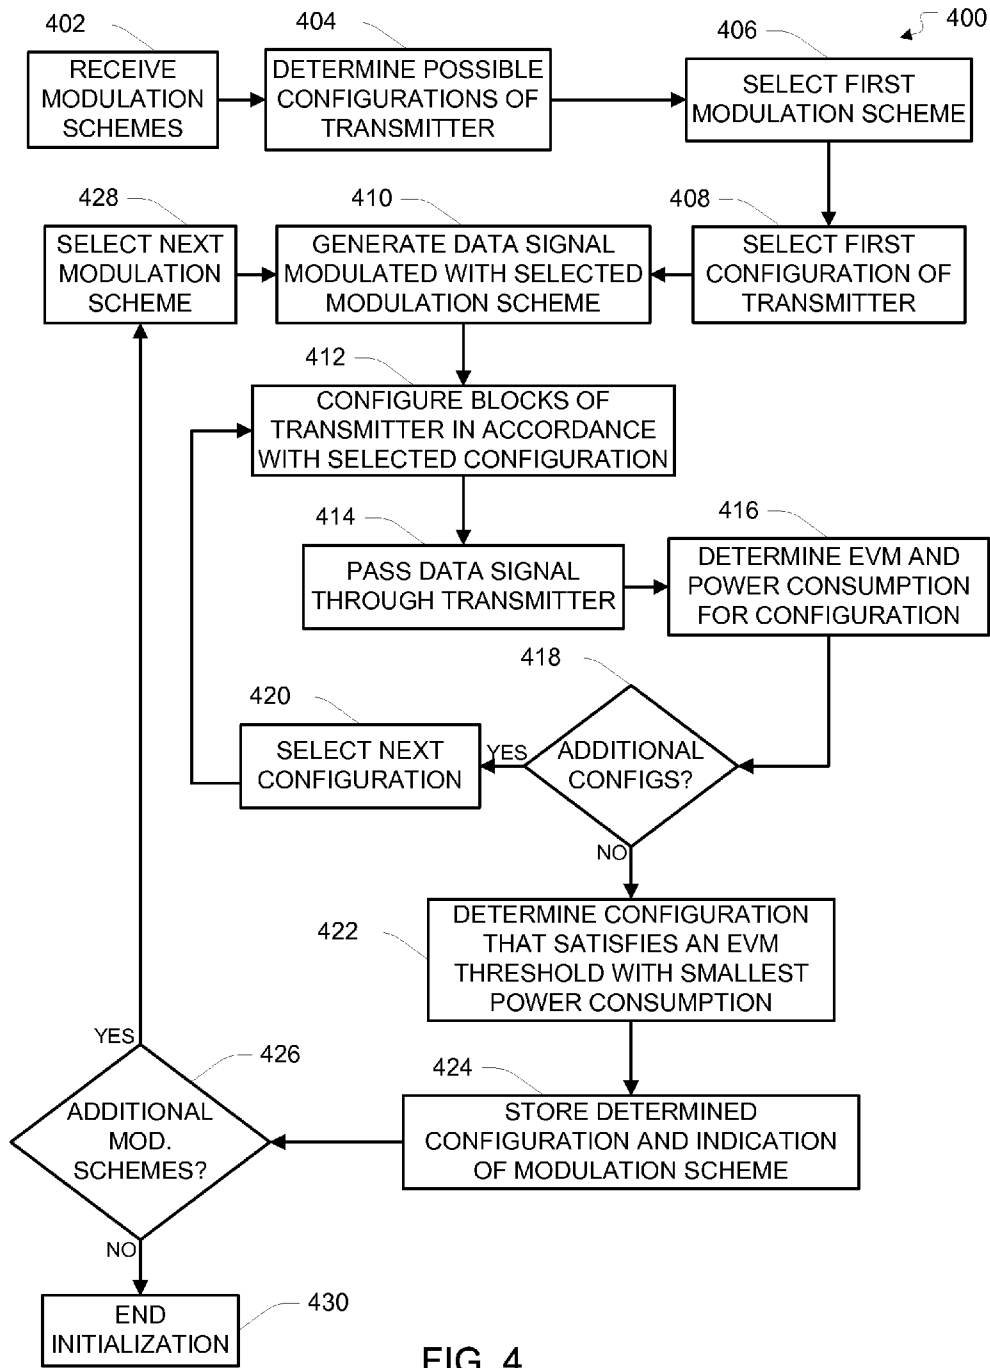 402
404
406
400
RECEIVE
MODULATION
SCHEMES
DETERMINE POSSIBLE
CONFIGURATIONS OF
TRANSMITTER
SELECT FIRST
MODULATION SCHEME
428
410
408
SELECT NEXT
MODULATION
SCHEME
GENERATE DATA SIGNAL
MODULATED WITH SELECTED
MODULATION SCHEME
SELECT FIRST
CONFIGURATION OF
TRANSMITTER
412
CONFIGURE BLOCKS OF
TRANSMITTER IN ACCORDANCE
WITH SELECTED CONFIGURATION
414
416
PASS DATA SIGNAL
THROUGH TRANSMITTER
DETERMINE EVM AND
POWER CONSUMPTION
FOR CONFIGURATION
418
420
SELECT NEXT
CONFIGURATION
YES
ADDITIONAL
CONFIGS?
NO
422
DETERMINE CONFIGURATION
THAT SATISFIES AN EVM
THRESHOLD WITH SMALLEST
POWER CONSUMPTION
YES
426
424
ADDITIONAL
MOD.
SCHEMES?
STORE DETERMINED
CONFIGURATION AND INDICATION
OF MODULATION SCHEME
NO
430
END
INITIALIZATION
FIG. 4